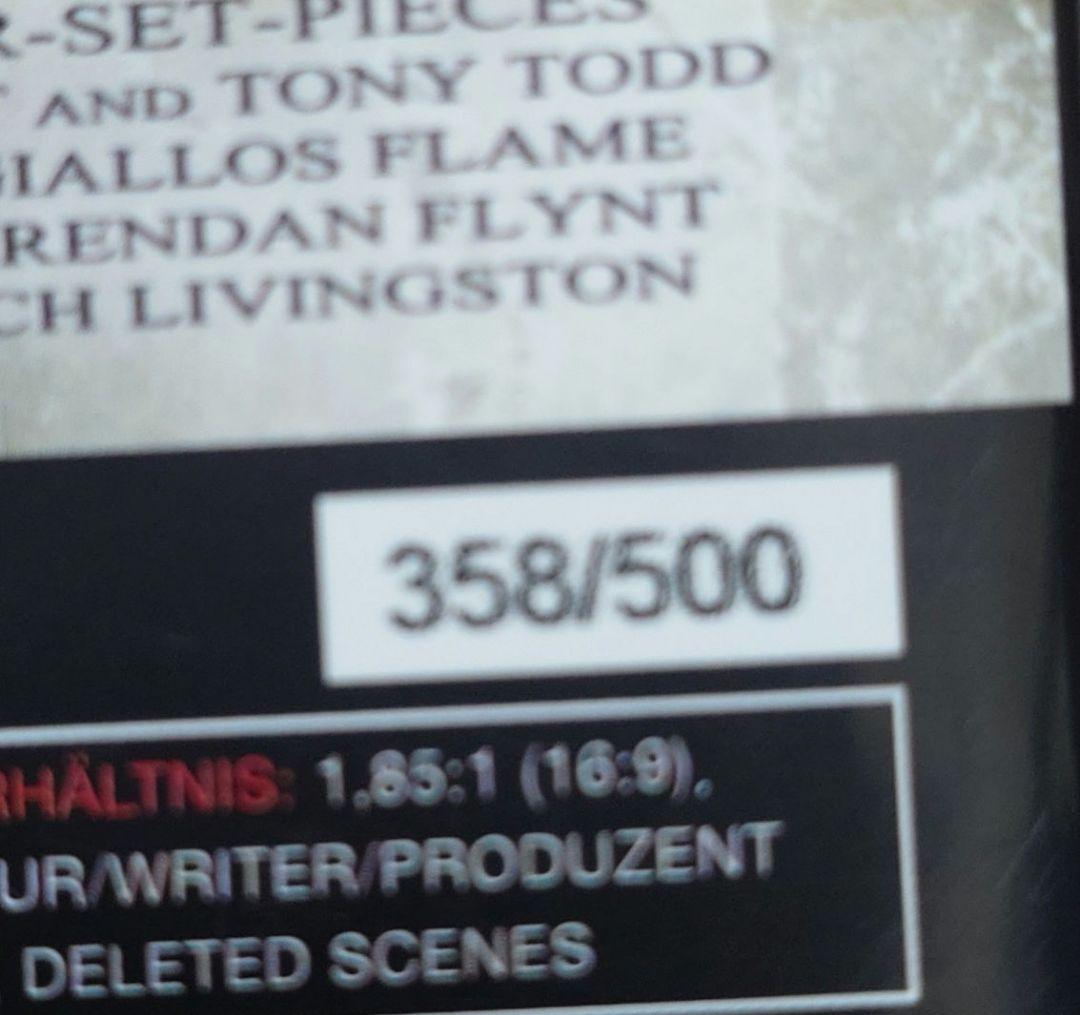 R-SET-PIECES
AND TONY TODD
GIALLOS FLAME
RENDAN FLYNT
CH LIVINGSTON
358/500
RHÄLTNIS: 1.85:1 (16:9).
UR/WRITER/PRODUZENT
DELETED SCENES